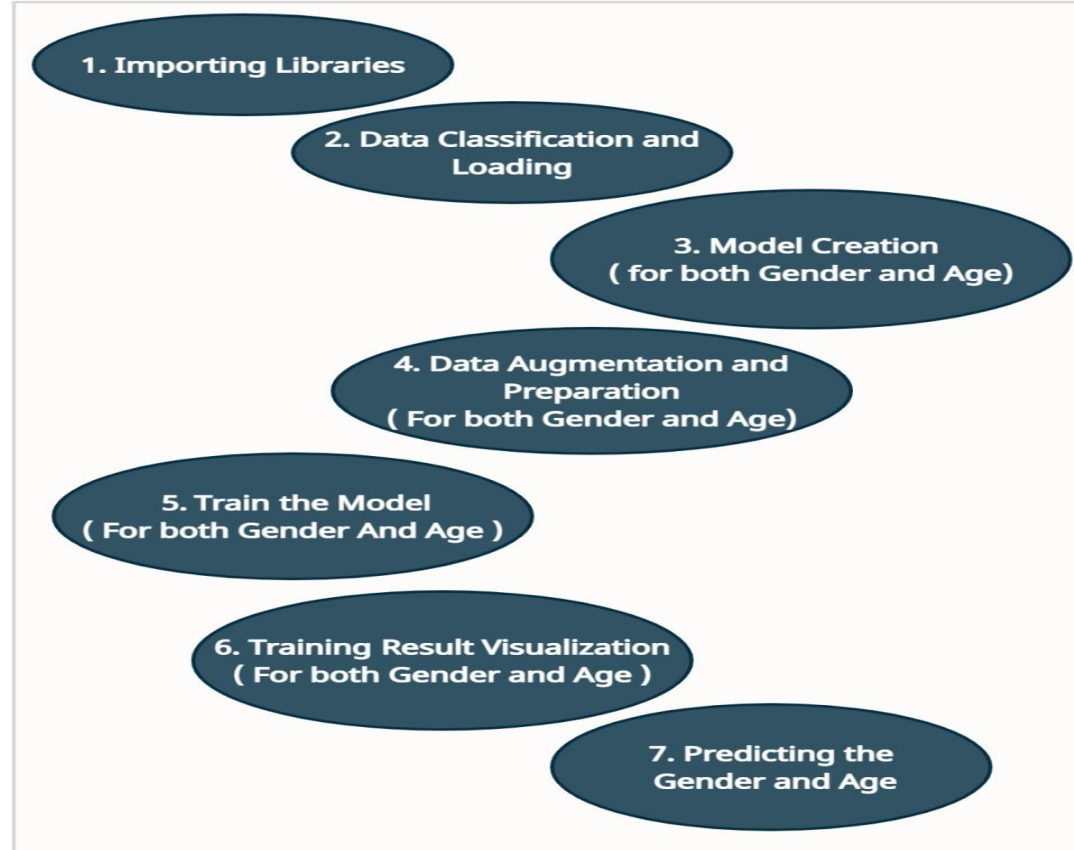 1. Importing Libraries
2. Data Classification and
Loading
3. Model Creation
( for both Gender and Age)
4. Data Augmentation and
Preparation
( For both Gender and Age)
5. Train the Model
( For both Gender And Age )
6. Training Result Visualization
( For both Gender and Age )
7. Predicting the
Gender and Age